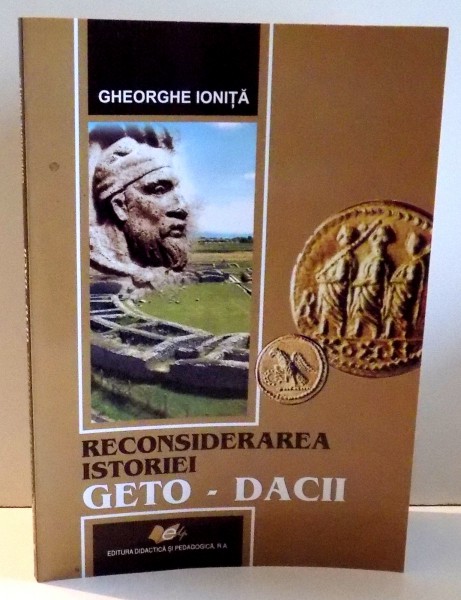 GHEORGHE IONIȚĂ
RECONSIDERAREA
ISTORIEI
GETO - DACII
EDITURA DIDACTICĂ ȘI PEDAGOGICĂ, R.A.